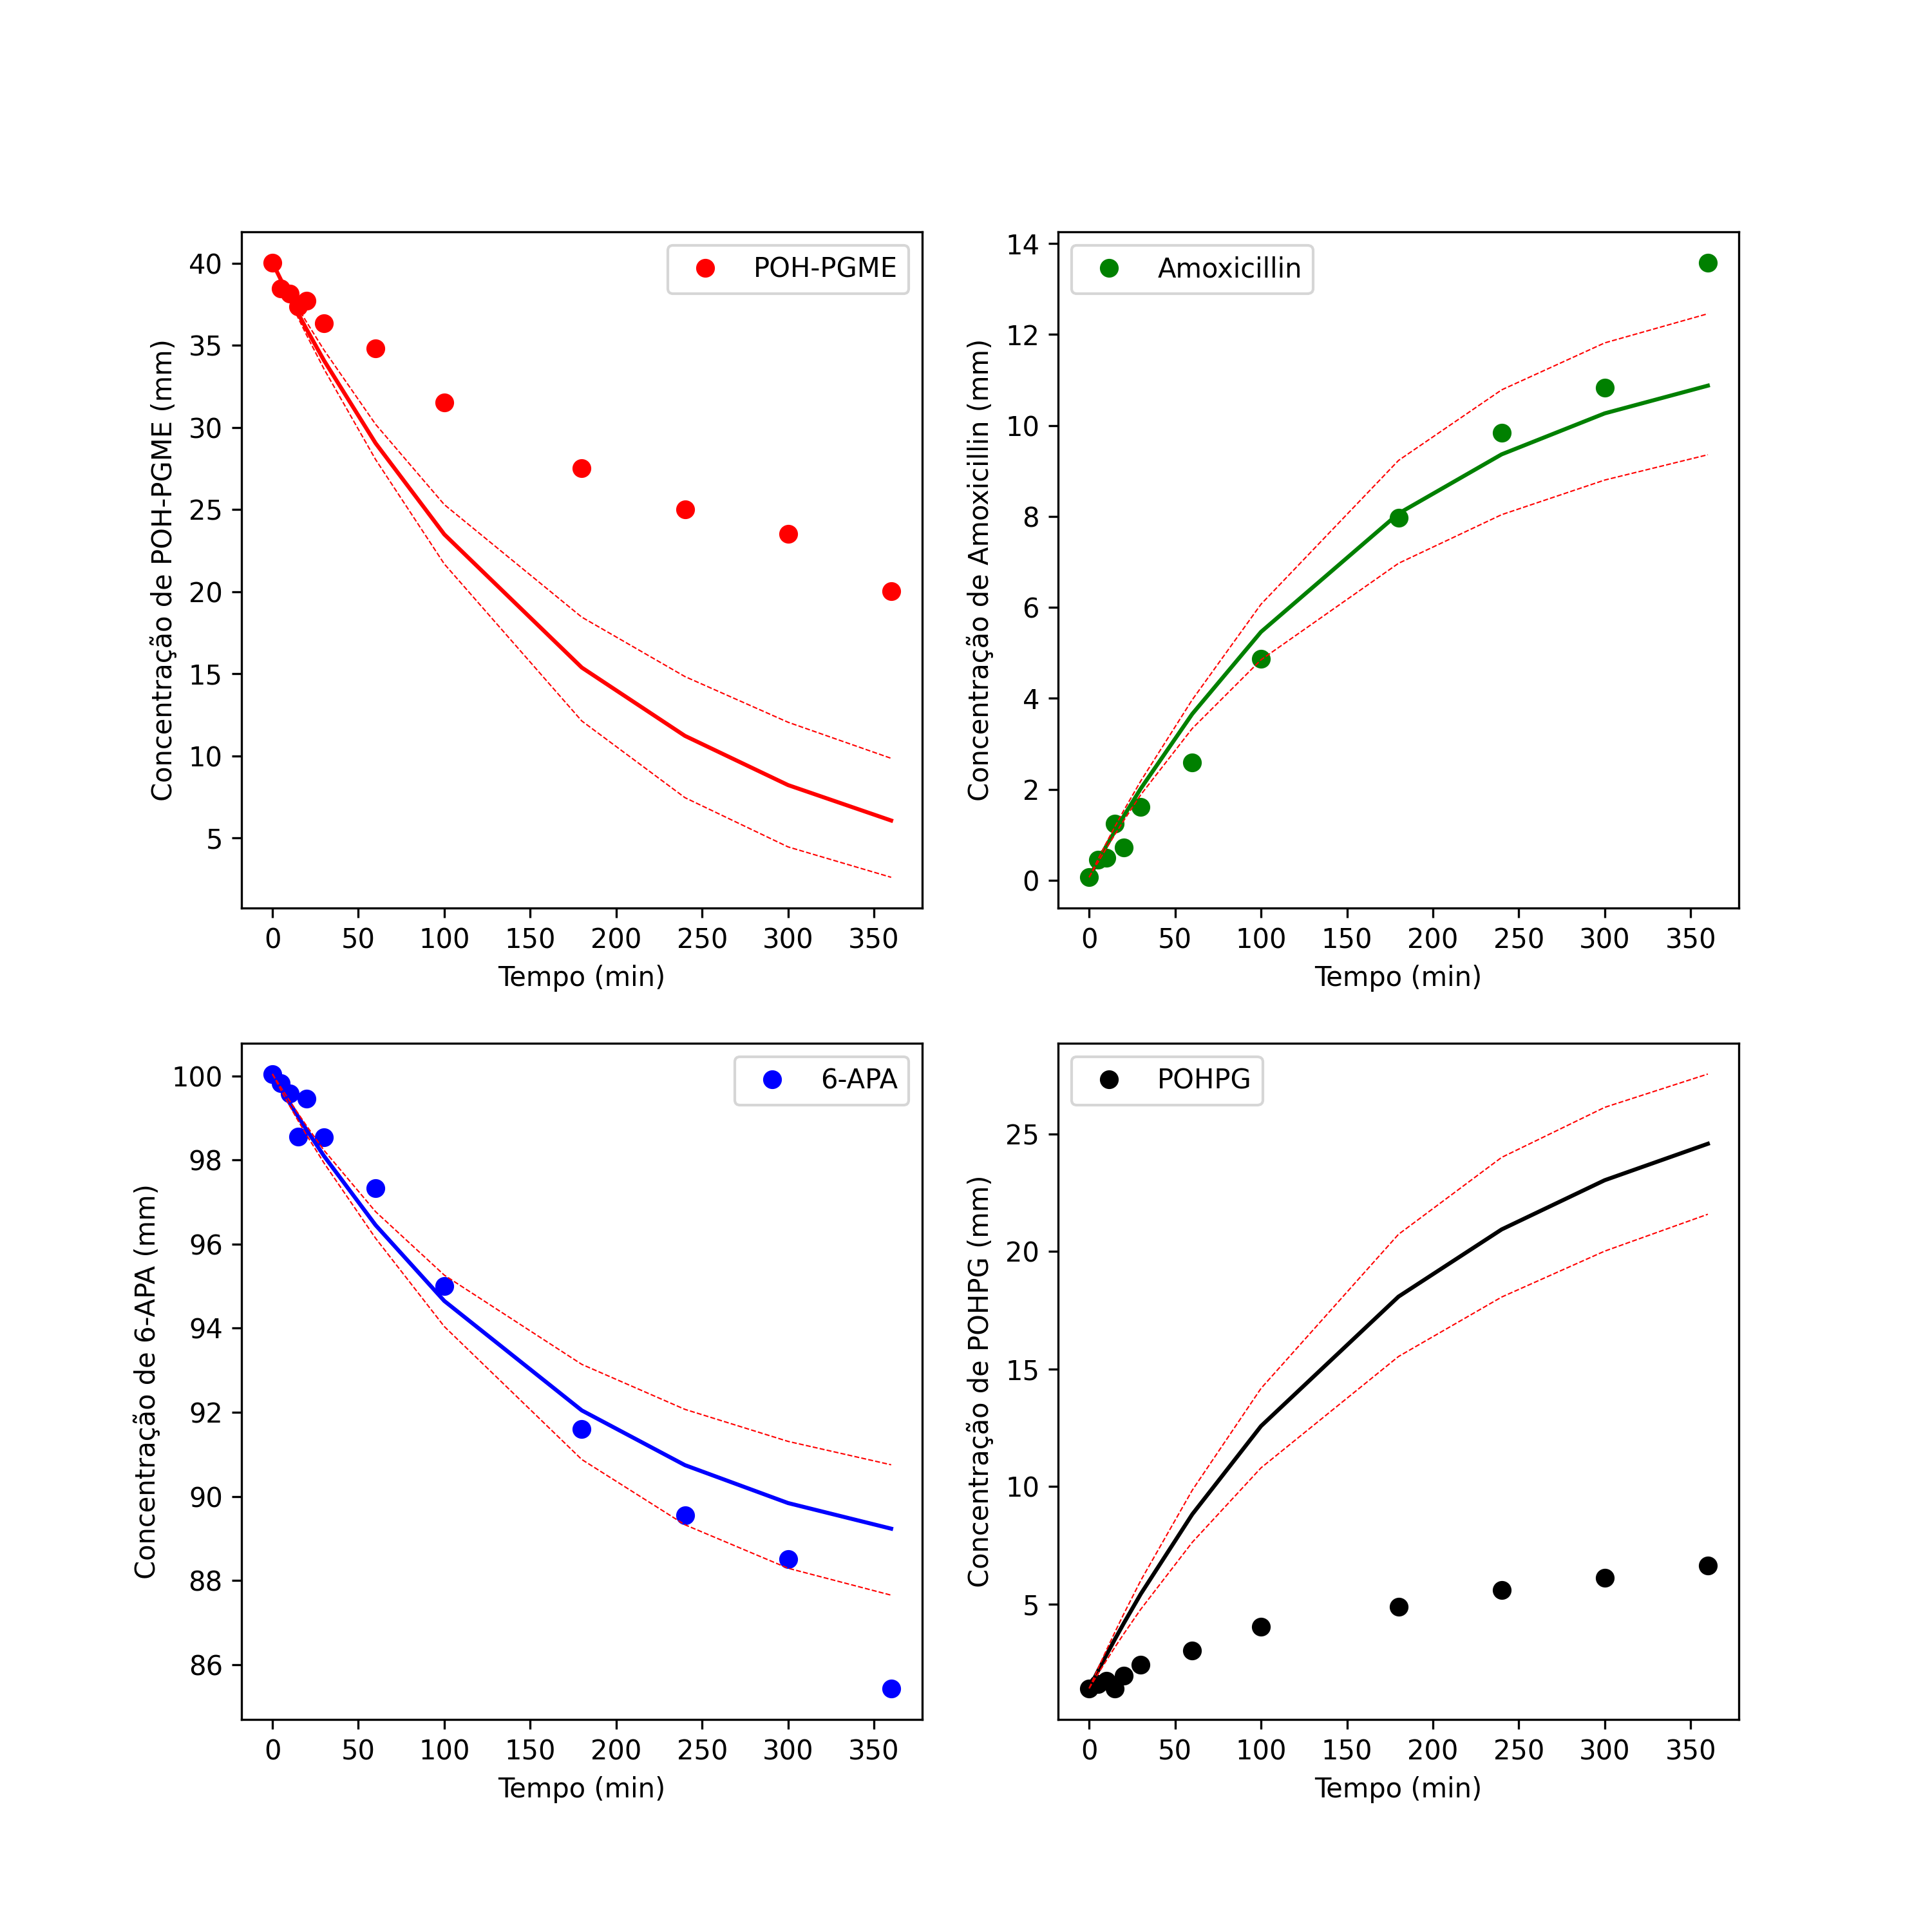 POH-PGME
Concentração de POH-PGME (mm)
40
35
30
25
20
15
10
5
0 50 100 150 200 250 300 350
Tempo (min)
Amoxicillin
Concentração de Amoxicillin (mm)
14
12
10
8
6
4
2
0
0 50 100 150 200 250 300 350
Tempo (min)
6-APA
Concentração de 6-APA (mm)
100
98
96
94
92
90
88
86
0 50 100 150 200 250 300 350
Tempo (min)
POHPG
Concentração de POHPG (mm)
25
20
15
10
5
0 50 100 150 200 250 300 350
Tempo (min)